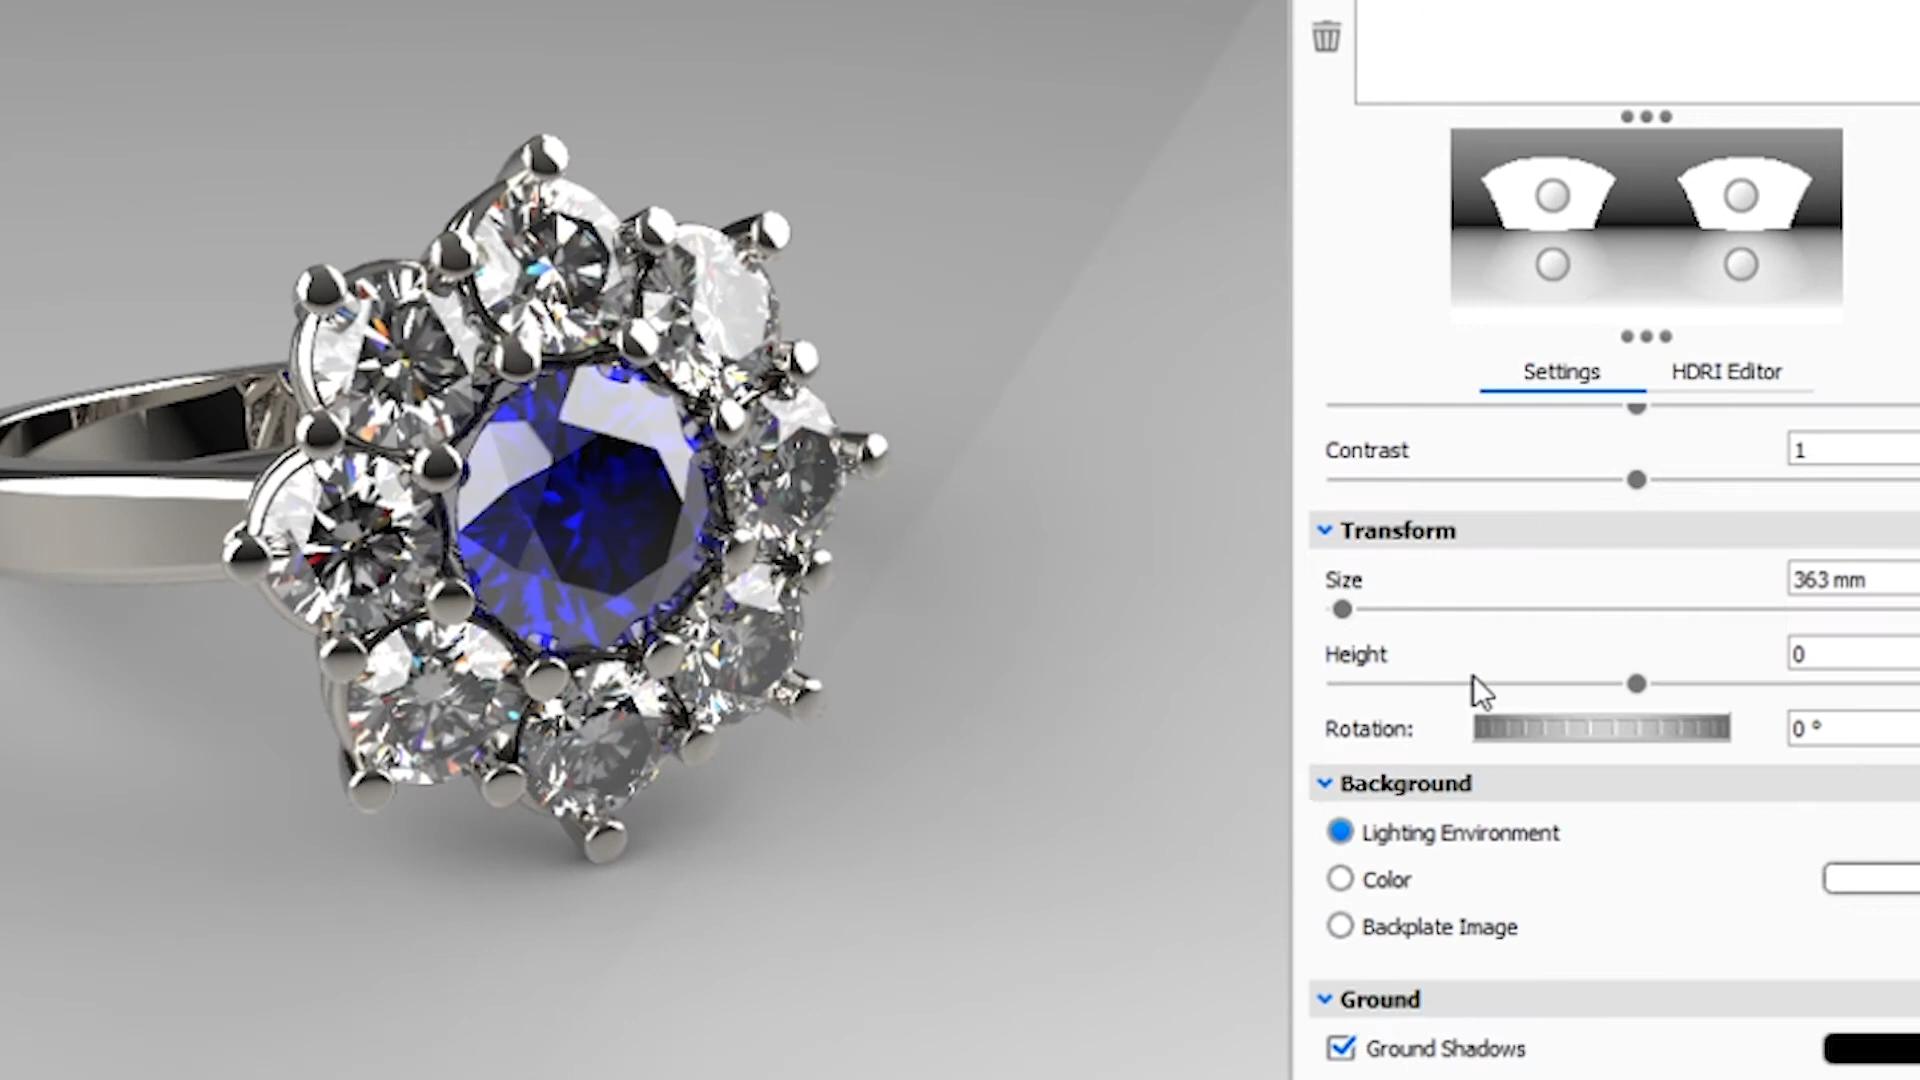 Settings
HDRI Editor
Contrast
1
Transform
Size
363 mm
Height
0
Rotation:
0 °
Background
Lighting Environment
Color
Backplate Image
Ground
Ground Shadows